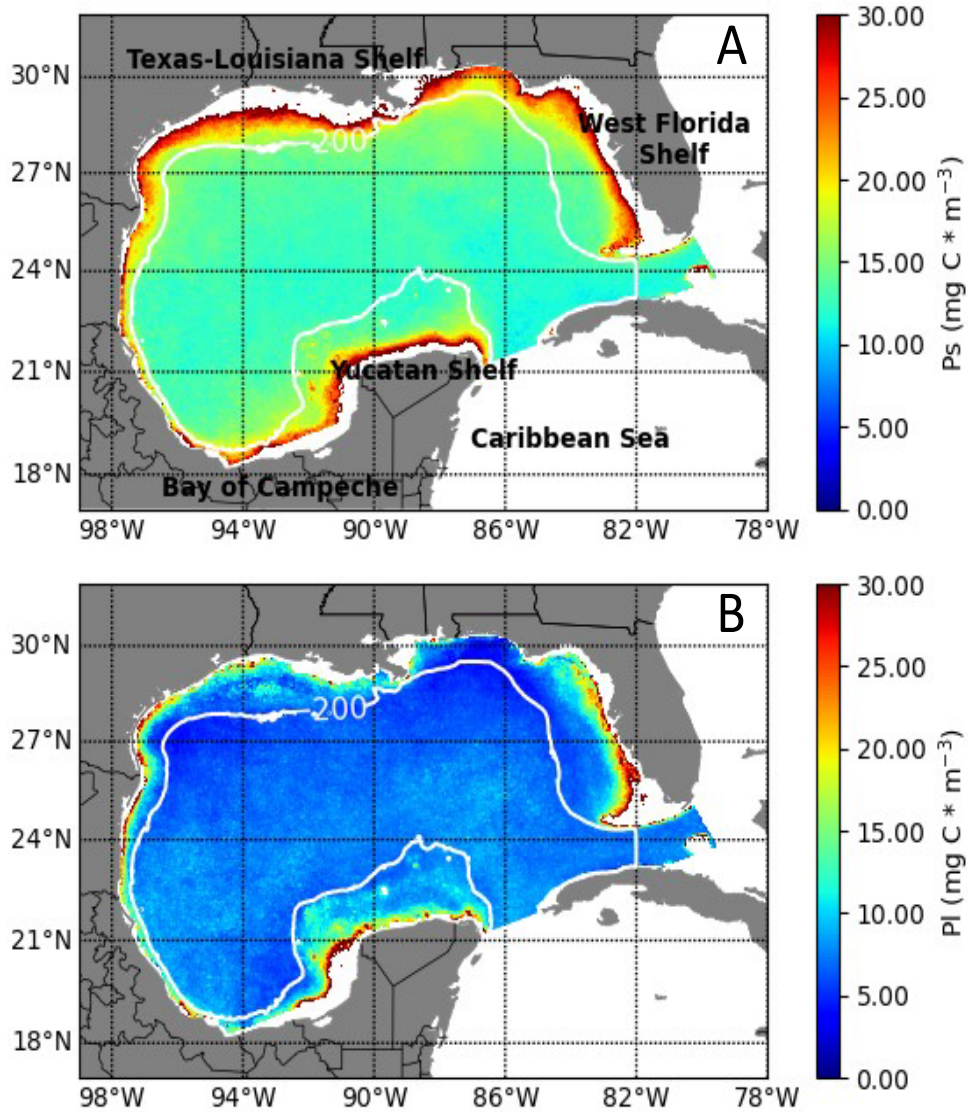 A
Texas-Louisiana Shelf
West Florida
Shelf
200
Yucatan Shelf
Caribbean Sea
Bay of Campeche
30°N
27°N
24°N
21°N
18°N
98°W 94°W 90°W 86°W 82°W 78°W
30.00
25.00
20.00
15.00
10.00
5.00
0.00
Ps (mg C * m⁻³)
B
200
30°N
27°N
24°N
21°N
18°N
98°W 94°W 90°W 86°W 82°W 78°W
30.00
25.00
20.00
15.00
10.00
5.00
0.00
Pl (mg C * m⁻³)